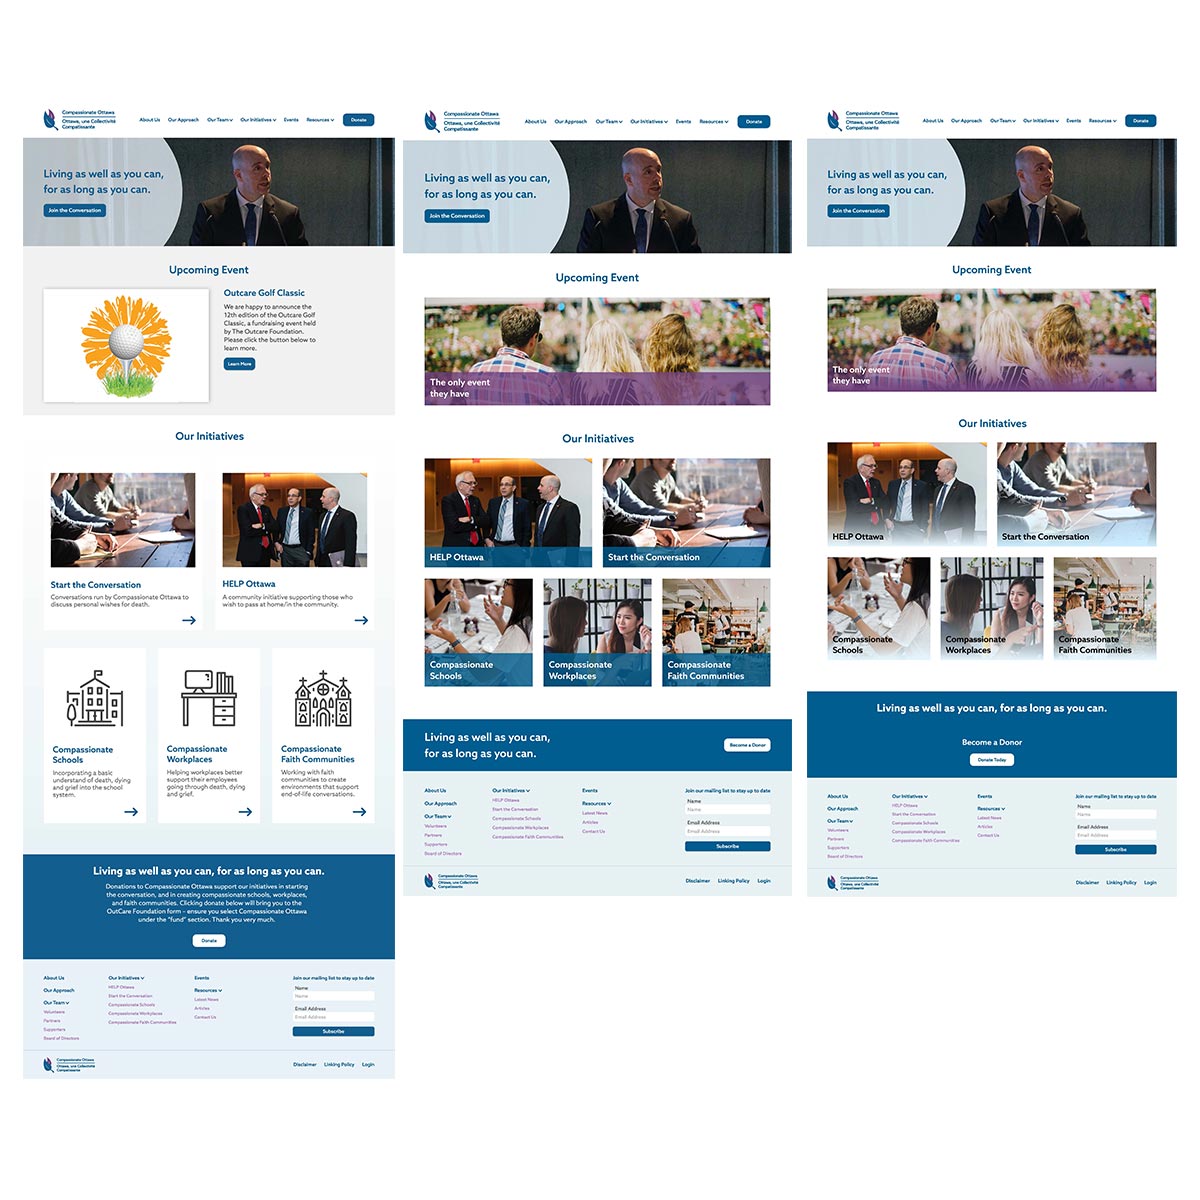 Compassionate Ottawa
Ottawa, une Collectivité
Compatissante
About Us
Our Approach
Our Team
Our Initiatives
Events
Resources
Donate
Living as well as you can,
for as long as you can.
Join the Conversation
Upcoming Event
Outcare Golf Classic
We are happy to announce the
12th edition of the Outcare Golf
Classic, a fundraising event held
by The Outcare Foundation.
Please click the button below to
learn more.
Learn More
Our Initiatives
Start the Conversation
Conversations run by Compassionate Ottawa to
discuss personal wishes for death.
HELP Ottawa
A community initiative supporting those who
wish to pass at home/in the community.
Compassionate
Schools
Incorporating a basic
understand of death, dying
and grief into the school
system.
Compassionate
Workplaces
Helping workplaces better
support their employees
going through death, dying
and grief.
Compassionate
Faith Communities
Working with faith
communities to create
environments that support
end-of-life conversations.
Living as well as you can, for as long as you can.
Donations to Compassionate Ottawa support our initiatives in starting
the conversation, and in creating compassionate schools, workplaces,
and faith communities. Clicking donate below will bring you to the
OutCare Foundation form – ensure you select Compassionate Ottawa
under the "fund" section. Thank you very much.
Donate
About Us
Our Approach
Our Team
Volunteers
Partners
Supporters
Board of Directors
Our Initiatives
HELP Ottawa
Start the Conversation
Compassionate Schools
Compassionate Workplaces
Compassionate Faith Communities
Events
Resources
Latest News
Articles
Contact Us
Join our mailing list to stay up to date
Name
Name
Email Address
Email Address
Subscribe
Compassionate Ottawa
Ottawa, une Collectivité
Compatissante
Disclaimer
Linking Policy
Login
Compassionate Ottawa
Ottawa, une Collectivité
Compatissante
About Us
Our Approach
Our Team
Our Initiatives
Events
Resources
Donate
Living as well as you can,
for as long as you can.
Join the Conversation
Upcoming Event
The only event
they have
Our Initiatives
HELP Ottawa
Start the Conversation
Compassionate
Schools
Compassionate
Workplaces
Compassionate
Faith Communities
Living as well as you can,
for as long as you can.
Become a Donor
About Us
Our Approach
Our Team
Volunteers
Partners
Supporters
Board of Directors
Our Initiatives
HELP Ottawa
Start the Conversation
Compassionate Schools
Compassionate Workplaces
Compassionate Faith Communities
Events
Resources
Latest News
Articles
Contact Us
Join our mailing list to stay up to date
Name
Name
Email Address
Email Address
Subscribe
Compassionate Ottawa
Ottawa, une Collectivité
Compatissante
Disclaimer
Linking Policy
Login
Compassionate Ottawa
Ottawa, une Collectivité
Compatissante
About Us
Our Approach
Our Team
Our Initiatives
Events
Resources
Donate
Living as well as you can,
for as long as you can.
Join the Conversation
Upcoming Event
The only event
they have
Our Initiatives
HELP Ottawa
Start the Conversation
Compassionate
Schools
Compassionate
Workplaces
Compassionate
Faith Communities
Living as well as you can, for as long as you can.
Become a Donor
Donate Today
About Us
Our Approach
Our Team
Volunteers
Partners
Supporters
Board of Directors
Our Initiatives
HELP Ottawa
Start the Conversation
Compassionate Schools
Compassionate Workplaces
Compassionate Faith Communities
Events
Resources
Latest News
Articles
Contact Us
Join our mailing list to stay up to date
Name
Name
Email Address
Email Address
Subscribe
Compassionate Ottawa
Ottawa, une Collectivité
Compatissante
Disclaimer
Linking Policy
Login